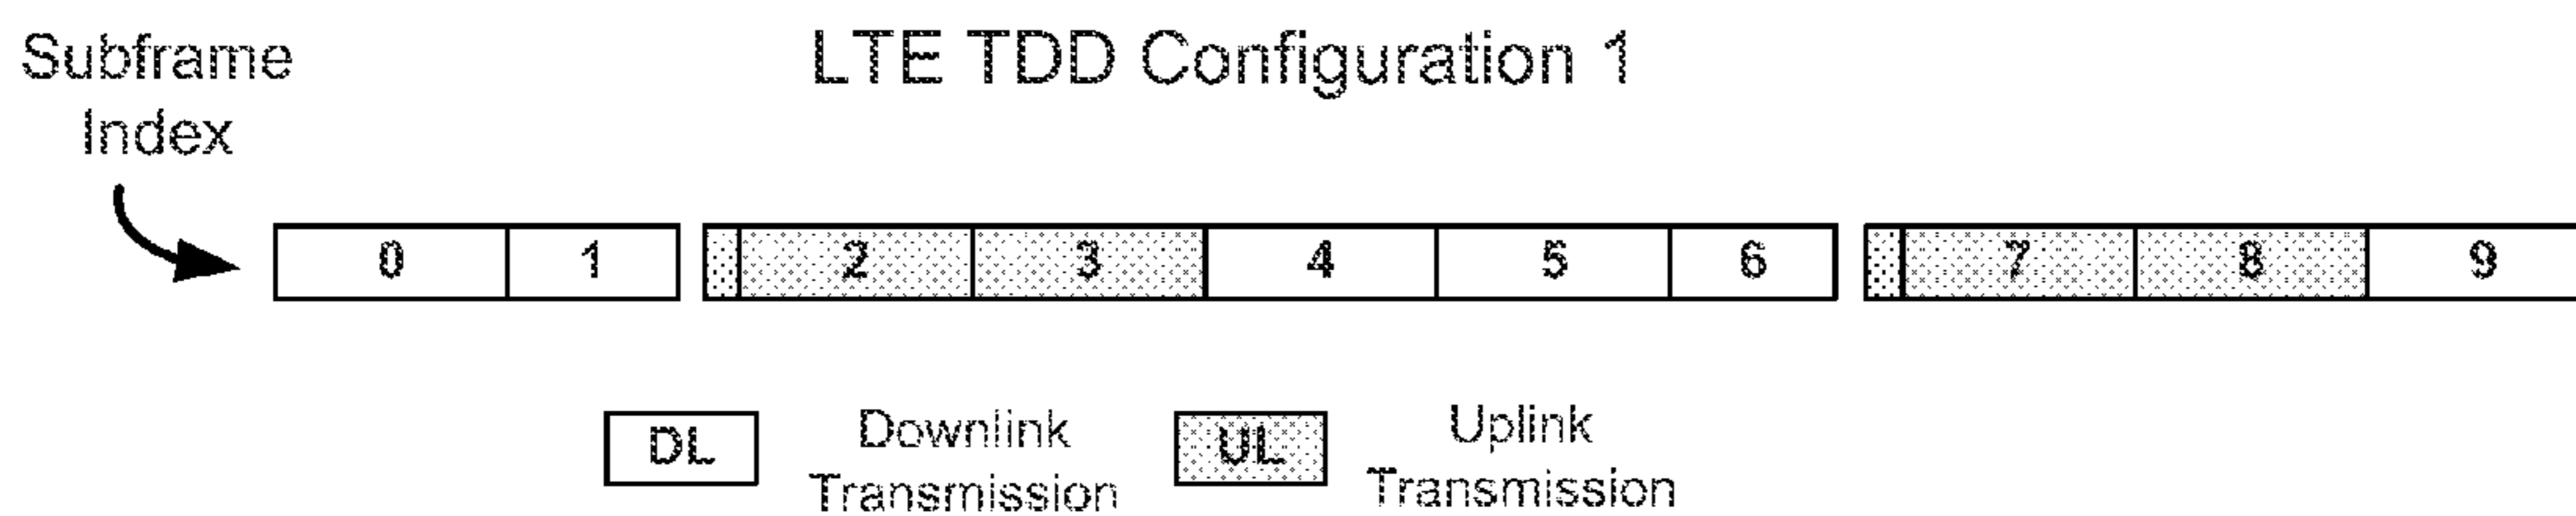 Subframe
Index
LTE TDD Configuration 1
0 1 2 3 4 5 6 7 8 9
DL Downlink
Transmission
UL Uplink
Transmission